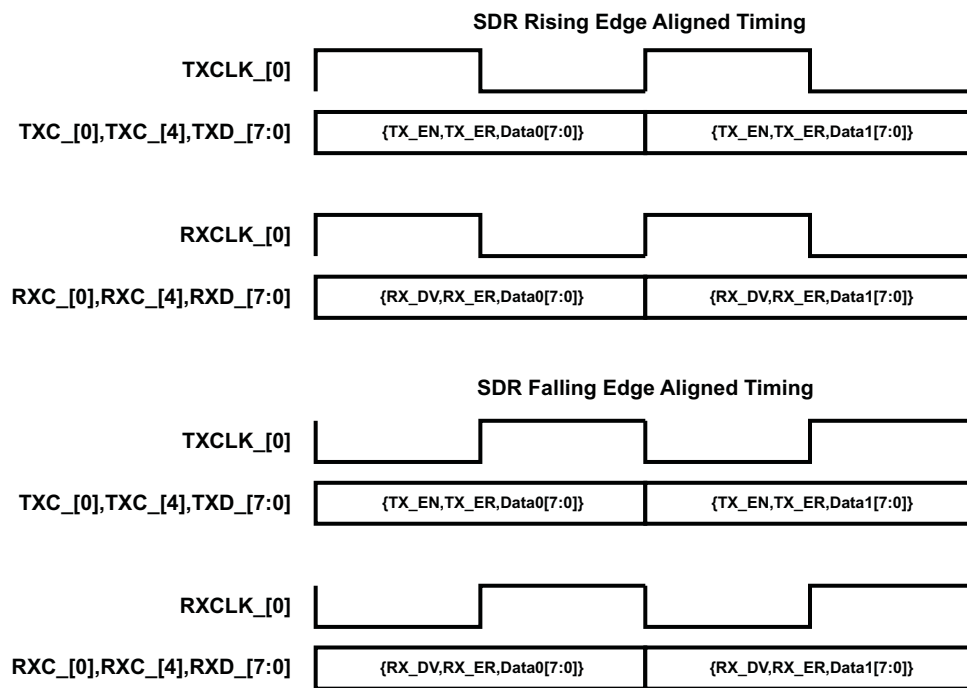 SDR Rising Edge Aligned Timing
TXCLK_[0]
TXC_[0],TXC_[4],TXD_[7:0] {TX_EN,TX_ER,Data0[7:0]} {TX_EN,TX_ER,Data1[7:0]}
RXCLK_[0]
RXC_[0],RXC_[4],RXD_[7:0] {RX_DV,RX_ER,Data0[7:0]} {RX_DV,RX_ER,Data1[7:0]}
SDR Falling Edge Aligned Timing
TXCLK_[0]
TXC_[0],TXC_[4],TXD_[7:0] {TX_EN,TX_ER,Data0[7:0]} {TX_EN,TX_ER,Data1[7:0]}
RXCLK_[0]
RXC_[0],RXC_[4],RXD_[7:0] {RX_DV,RX_ER,Data0[7:0]} {RX_DV,RX_ER,Data1[7:0]}